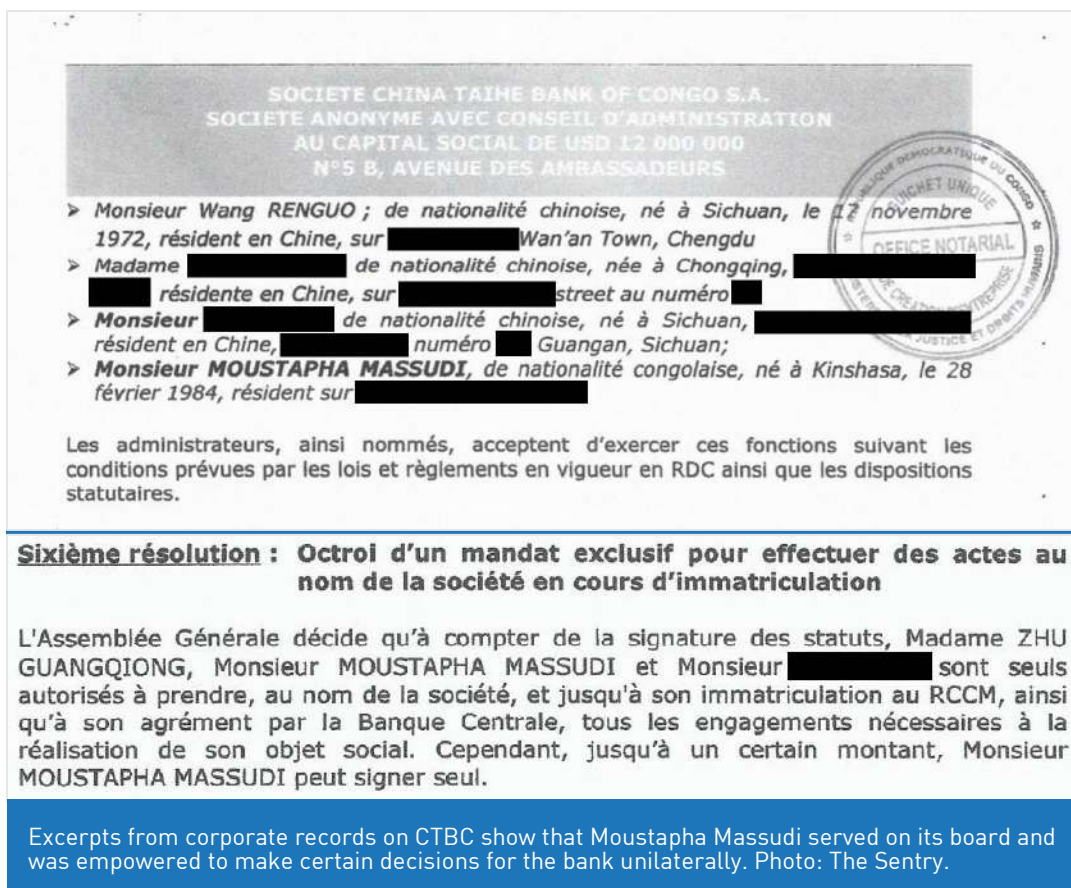 SOCIETE CHINA TAIHE BANK OF CONGO S.A.
SOCIETE ANONYME AVEC CONSEIL D'ADMINISTRATION
AU CAPITAL SOCIAL DE USD 12 000 000
N°5 B, AVENUE DES AMBASSADEURS
➢ Monsieur Wang RENGUO ; de nationalité chinoise, né à Sichuan, le novembre
1972, résident en Chine, sur Wan'an Town, Chengdu
➢ Madame de nationalité chinoise, née à Chongqing,
résidente en Chine, sur street au numéro
➢ Monsieur de nationalité chinoise, né à Sichuan,
résident en Chine, numéro Guangan, Sichuan;
➢ Monsieur MOUSTAPHA MASSUDI, de nationalité congolaise, né à Kinshasa, le 28
février 1984, résident sur
REPUBLIQUE DEMOCRATIQUE DU CONGO
GUICHET UNIQUE
OFFICE NOTARIAL
DE CREATION D'ENTREPRISE
JUSTICE ET DROITS HUMAINS
Les administrateurs, ainsi nommés, acceptent d'exercer ces fonctions suivant les
conditions prévues par les lois et règlements en vigueur en RDC ainsi que les dispositions
statutaires.
Sixième résolution : Octroi d'un mandat exclusif pour effectuer des actes au
nom de la société en cours d'immatriculation
L'Assemblée Générale décide qu'à compter de la signature des statuts, Madame ZHU
GUANGQIONG, Monsieur MOUSTAPHA MASSUDI et Monsieur sont seuls
autorisés à prendre, au nom de la société, et jusqu'à son immatriculation au RCCM, ainsi
qu'à son agrément par la Banque Centrale, tous les engagements nécessaires à la
réalisation de son objet social. Cependant, jusqu'à un certain montant, Monsieur
MOUSTAPHA MASSUDI peut signer seul.
Excerpts from corporate records on CTBC show that Moustapha Massudi served on its board and
was empowered to make certain decisions for the bank unilaterally. Photo: The Sentry.